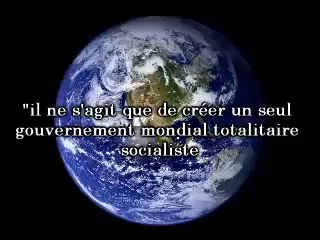 "il ne s'agit que de créer un seul
gouvernement mondial totalitaire
socialiste